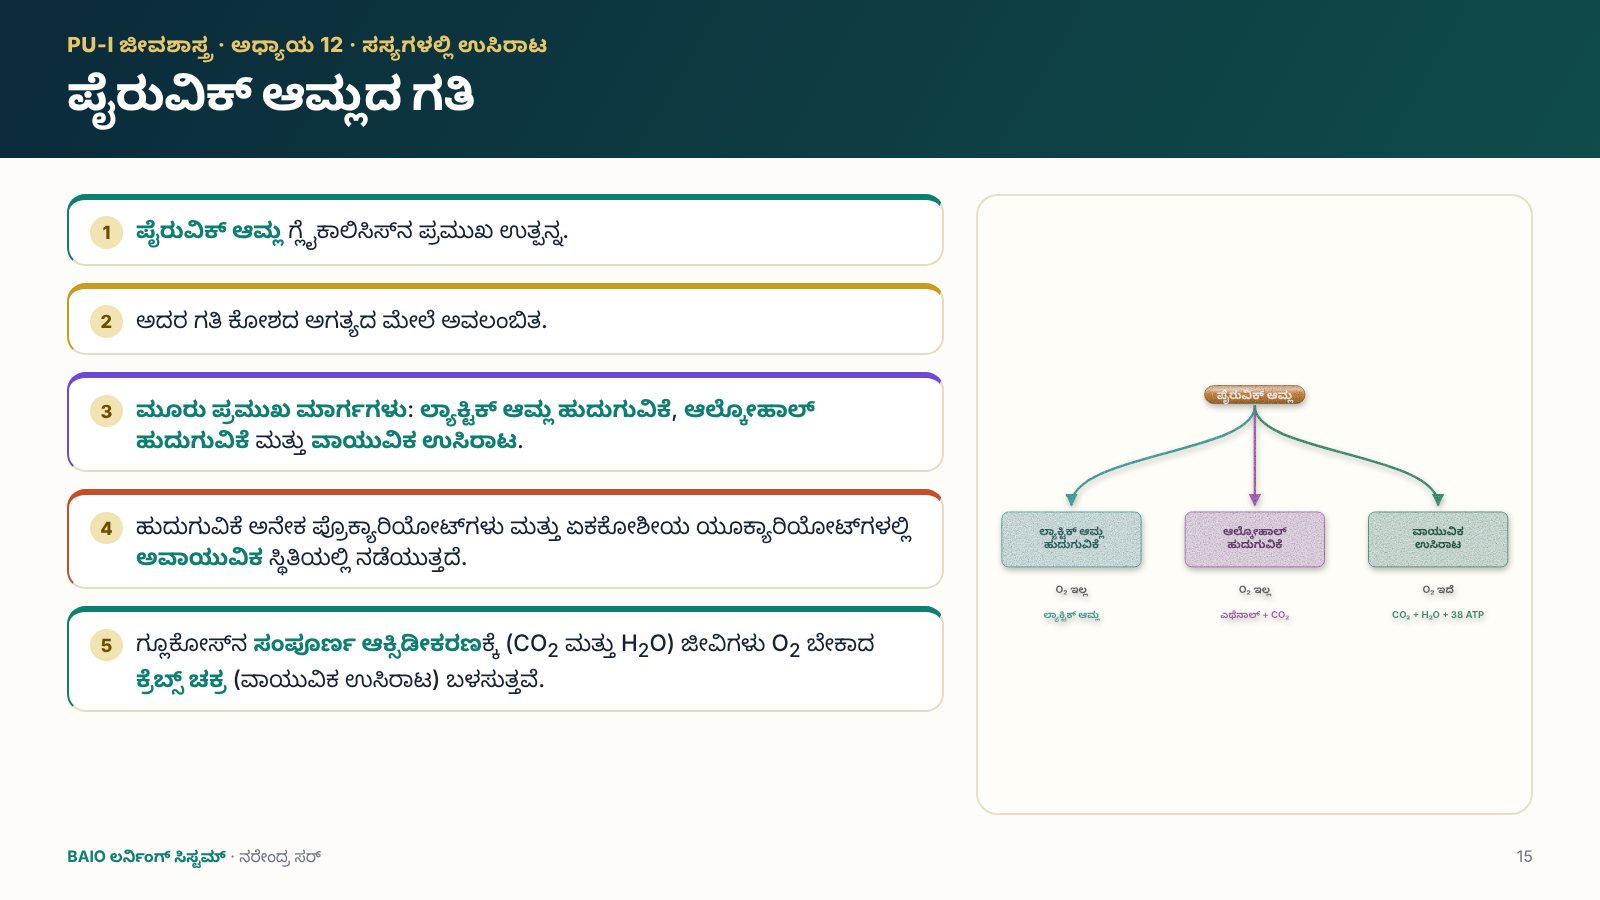 PU-I ಜೀವಶಾಸ್ತ್ರ · ಅಧ್ಯಾಯ 12 · ಸಸ್ಯಗಳಲ್ಲಿ ಉಸಿರಾಟ
ಪೈರುವಿಕ್ ಆಮ್ಲದ ಗತಿ
1 ಪೈರುವಿಕ್ ಆಮ್ಲ ಗ್ಲೈಕಾಲಿಸಿಸ್‌ನ ಪ್ರಮುಖ ಉತ್ಪನ್ನ.
2 ಅದರ ಗತಿ ಕೋಶದ ಅಗತ್ಯದ ಮೇಲೆ ಅವಲಂಬಿತ.
3 ಮೂರು ಪ್ರಮುಖ ಮಾರ್ಗಗಳು: ಲ್ಯಾಕ್ಟಿಕ್ ಆಮ್ಲ ಹುದುಗುವಿಕೆ, ಆಲ್ಕೋಹಾಲ್
ಹುದುಗುವಿಕೆ ಮತ್ತು ವಾಯುವಿಕ ಉಸಿರಾಟ.
4 ಹುದುಗುವಿಕೆ ಅನೇಕ ಪ್ರೊಕ್ಯಾರಿಯೋಟ್‌ಗಳು ಮತ್ತು ಏಕಕೋಶೀಯ ಯೂಕ್ಯಾರಿಯೋಟ್‌ಗಳಲ್ಲಿ
ಅವಾಯುವಿಕ ಸ್ಥಿತಿಯಲ್ಲಿ ನಡೆಯುತ್ತದೆ.
5 ಗ್ಲೂಕೋಸ್‌ನ ಸಂಪೂರ್ಣ ಆಕ್ಸಿಡೀಕರಣಕ್ಕೆ (CO₂ ಮತ್ತು H₂O) ಜೀವಿಗಳು O₂ ಬೇಕಾದ
ಕ್ರೆಬ್ಸ್ ಚಕ್ರ (ವಾಯುವಿಕ ಉಸಿರಾಟ) ಬಳಸುತ್ತವೆ.
ಪೈರುವಿಕ್ ಆಮ್ಲ
ಲ್ಯಾಕ್ಟಿಕ್ ಆಮ್ಲ
ಹುದುಗುವಿಕೆ
O₂ ಇಲ್ಲ
ಲ್ಯಾಕ್ಟಿಕ್ ಆಮ್ಲ
ಆಲ್ಕೋಹಾಲ್
ಹುದುಗುವಿಕೆ
O₂ ಇಲ್ಲ
ಎಥೆನಾಲ್ + CO₂
ವಾಯುವಿಕ
ಉಸಿರಾಟ
O₂ ಇದೆ
CO₂ + H₂O + 38 ATP
BAIO ಲರ್ನಿಂಗ್ ಸಿಸ್ಟಮ್ · ನರೇಂದ್ರ ಸರ್
15